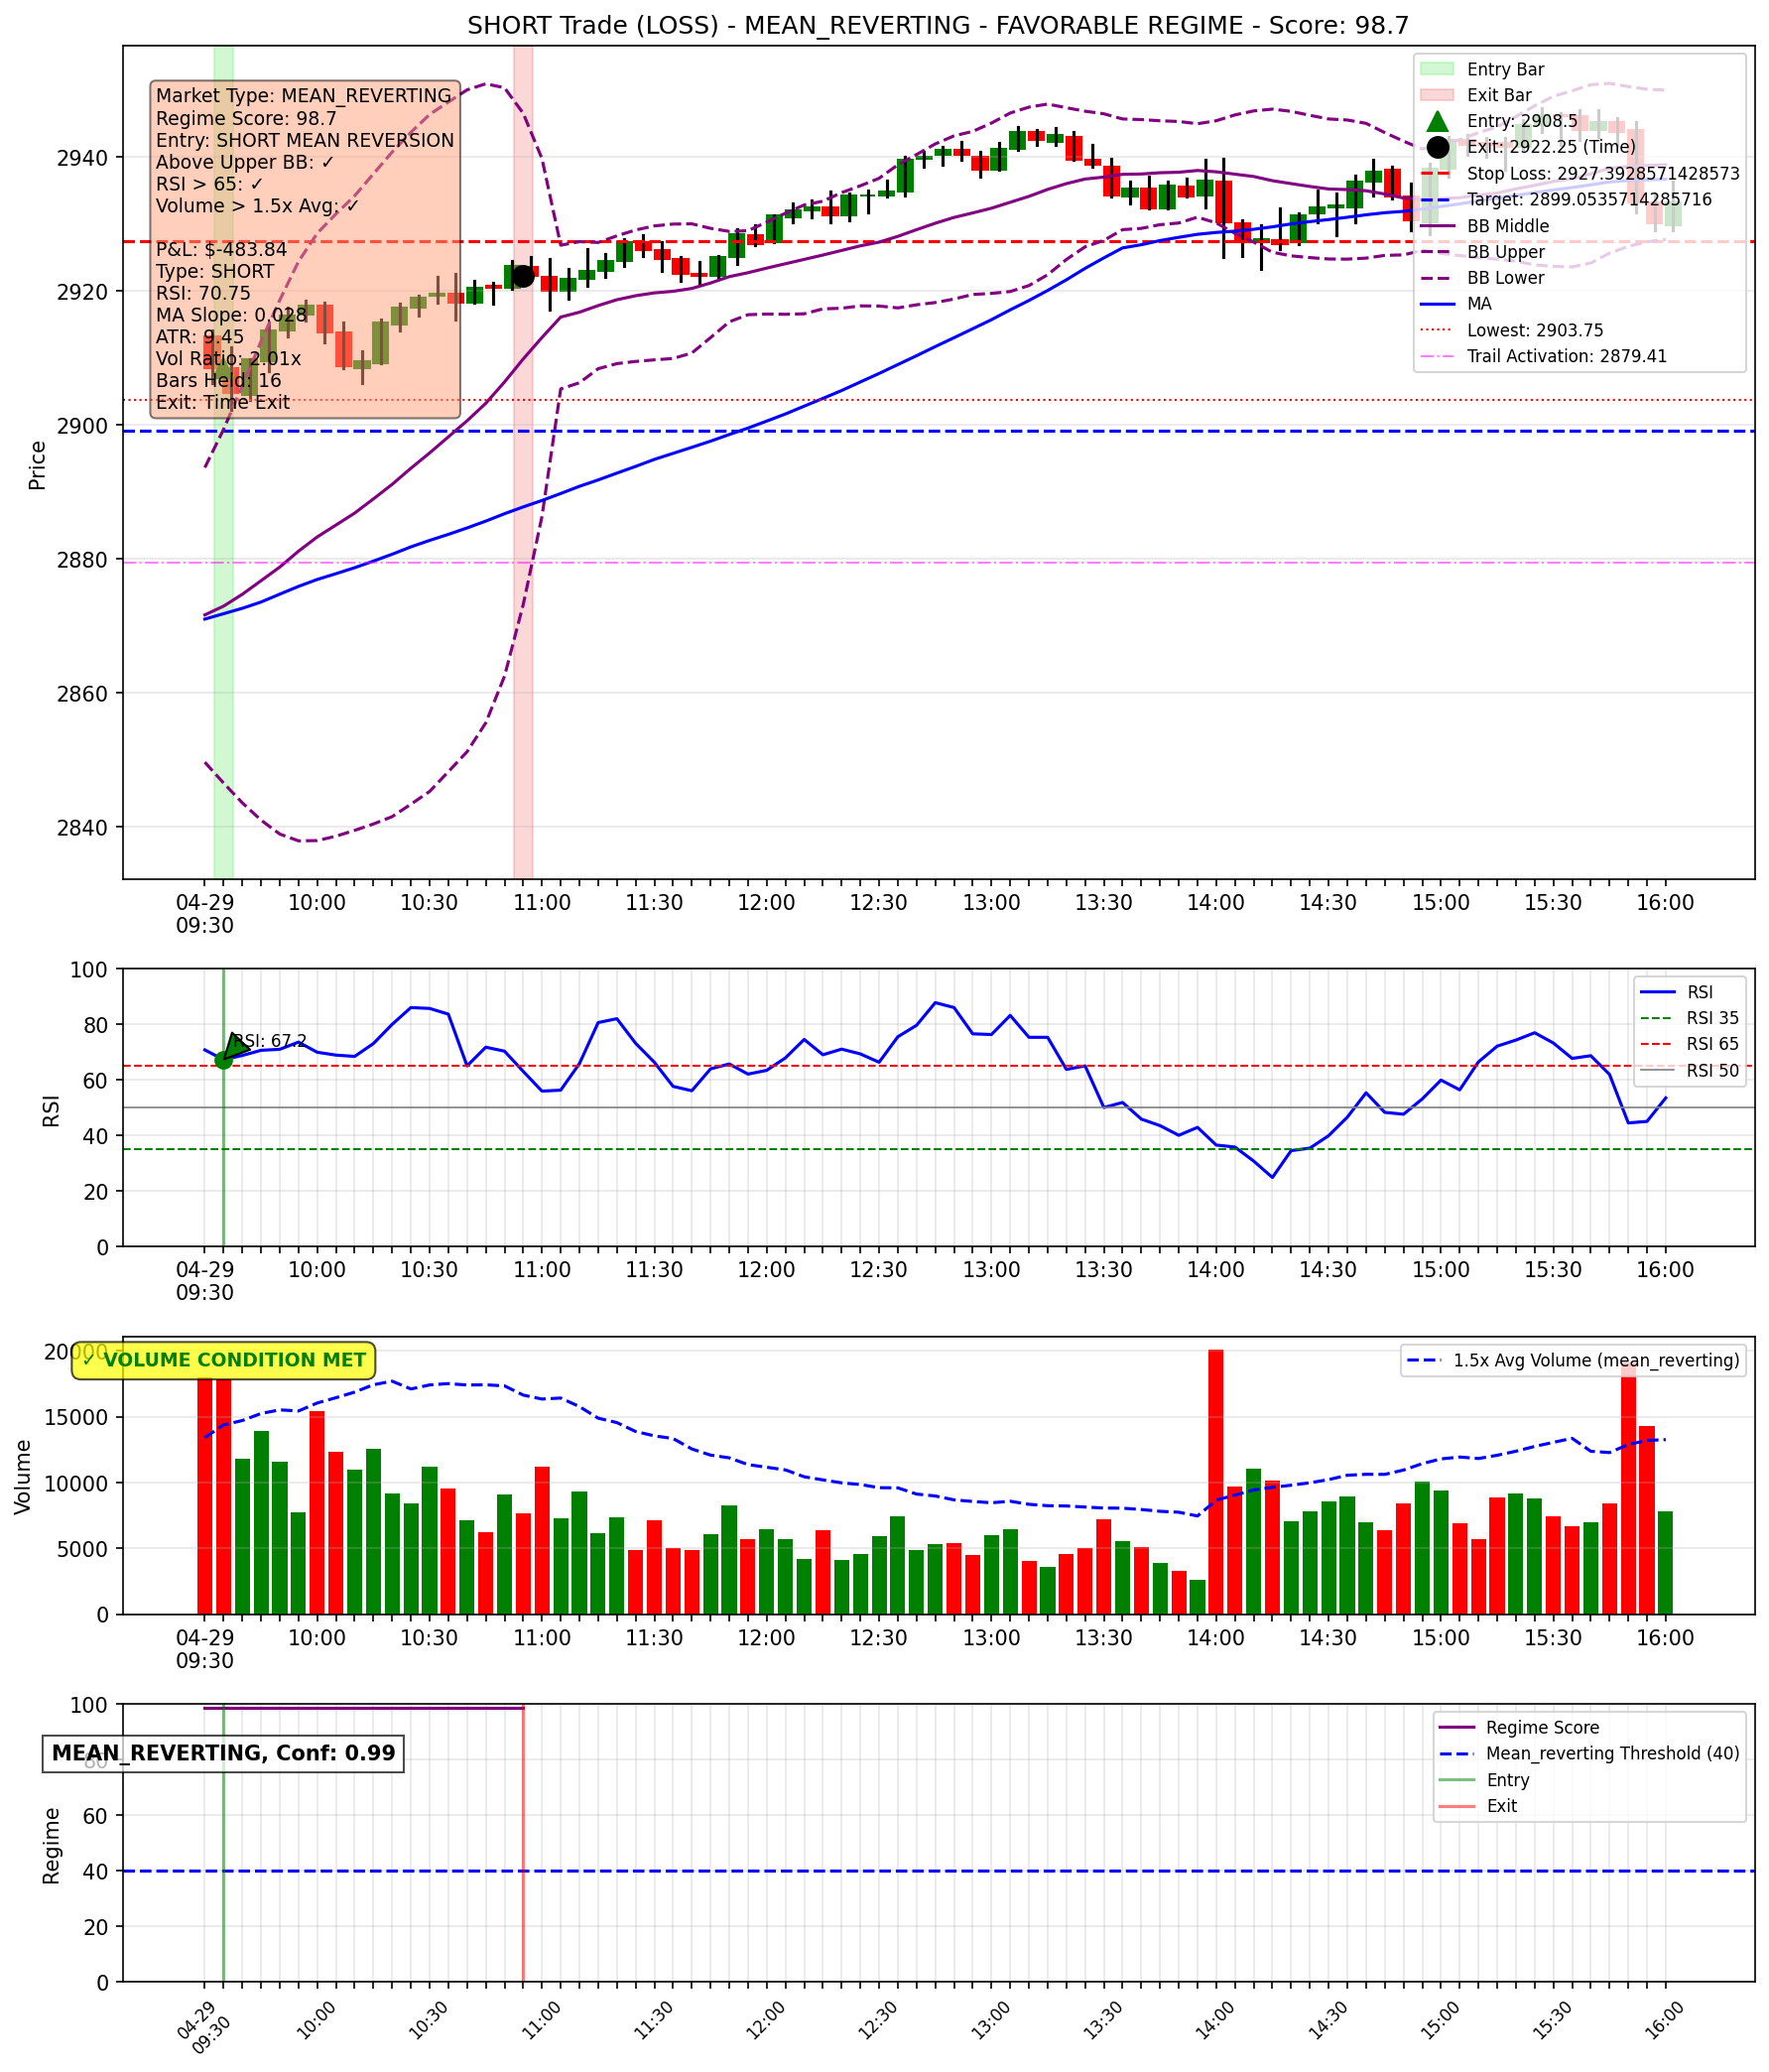 SHORT Trade (LOSS) - MEAN_REVERTING - FAVORABLE REGIME - Score: 98.7
Market Type: MEAN_REVERTING
Regime Score: 98.7
Entry: SHORT MEAN REVERSION
Above Upper BB: ✓
RSI > 65: ✓
Volume > 1.5x Avg: ✓
P&L: $-483.84
Type: SHORT
RSI: 70.75
MA Slope: 0.028
ATR: 9.45
Vol Ratio: 2.01x
Bars Held: 16
Exit: Time Exit
Entry Bar
Exit Bar
Entry: 2908.5
Exit: 2922.25 (Time)
Stop Loss: 2927.3928571428573
Target: 2899.0535714285716
BB Middle
BB Upper
BB Lower
MA
Lowest: 2903.75
Trail Activation: 2879.41
Price
2940
2920
2900
2880
2860
2840
04-29
09:30 10:00 10:30 11:00 11:30 12:00 12:30 13:00 13:30 14:00 14:30 15:00 15:30 16:00
RSI
100
80
60
40
20
0
RSI: 67.2
RSI
RSI 35
RSI 65
RSI 50
04-29
09:30 10:00 10:30 11:00 11:30 12:00 12:30 13:00 13:30 14:00 14:30 15:00 15:30 16:00
Volume
20000
15000
10000
5000
0
✓ VOLUME CONDITION MET
1.5x Avg Volume (mean_reverting)
04-29
09:30 10:00 10:30 11:00 11:30 12:00 12:30 13:00 13:30 14:00 14:30 15:00 15:30 16:00
Regime
100
80
60
40
20
0
MEAN_REVERTING, Conf: 0.99
Regime Score
Mean_reverting Threshold (40)
Entry
Exit
04-29
09:30 10:00 10:30 11:00 11:30 12:00 12:30 13:00 13:30 14:00 14:30 15:00 15:30 16:00